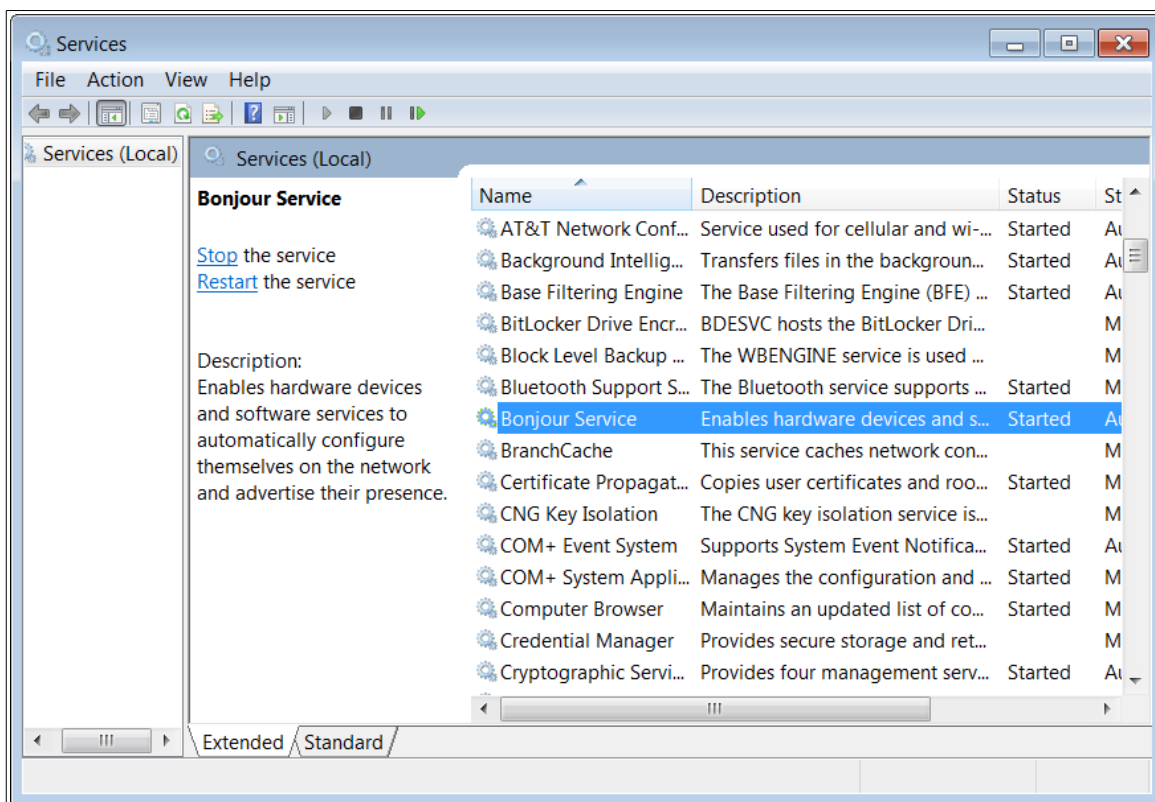 Services
File Action View Help
Services (Local)
Services (Local)
Bonjour Service
Stop the service
Restart the service
Description:
Enables hardware devices
and software services to
automatically configure
themselves on the network
and advertise their presence.
Name Description Status St
AT&T Network Conf... Service used for cellular and wi-... Started Au
Background Intellig... Transfers files in the backgroun... Started Au
Base Filtering Engine The Base Filtering Engine (BFE) ... Started Au
BitLocker Drive Encr... BDESVC hosts the BitLocker Dri... M
Block Level Backup ... The WBENGINE service is used ... M
Bluetooth Support S... The Bluetooth service supports ... Started M
Bonjour Service Enables hardware devices and s... Started Au
BranchCache This service caches network con... M
Certificate Propagat... Copies user certificates and roo... Started M
CNG Key Isolation The CNG key isolation service is... M
COM+ Event System Supports System Event Notifica... Started Au
COM+ System Appli... Manages the configuration and ... Started M
Computer Browser Maintains an updated list of co... Started M
Credential Manager Provides secure storage and ret... M
Cryptographic Servi... Provides four management serv... Started Au
Extended Standard